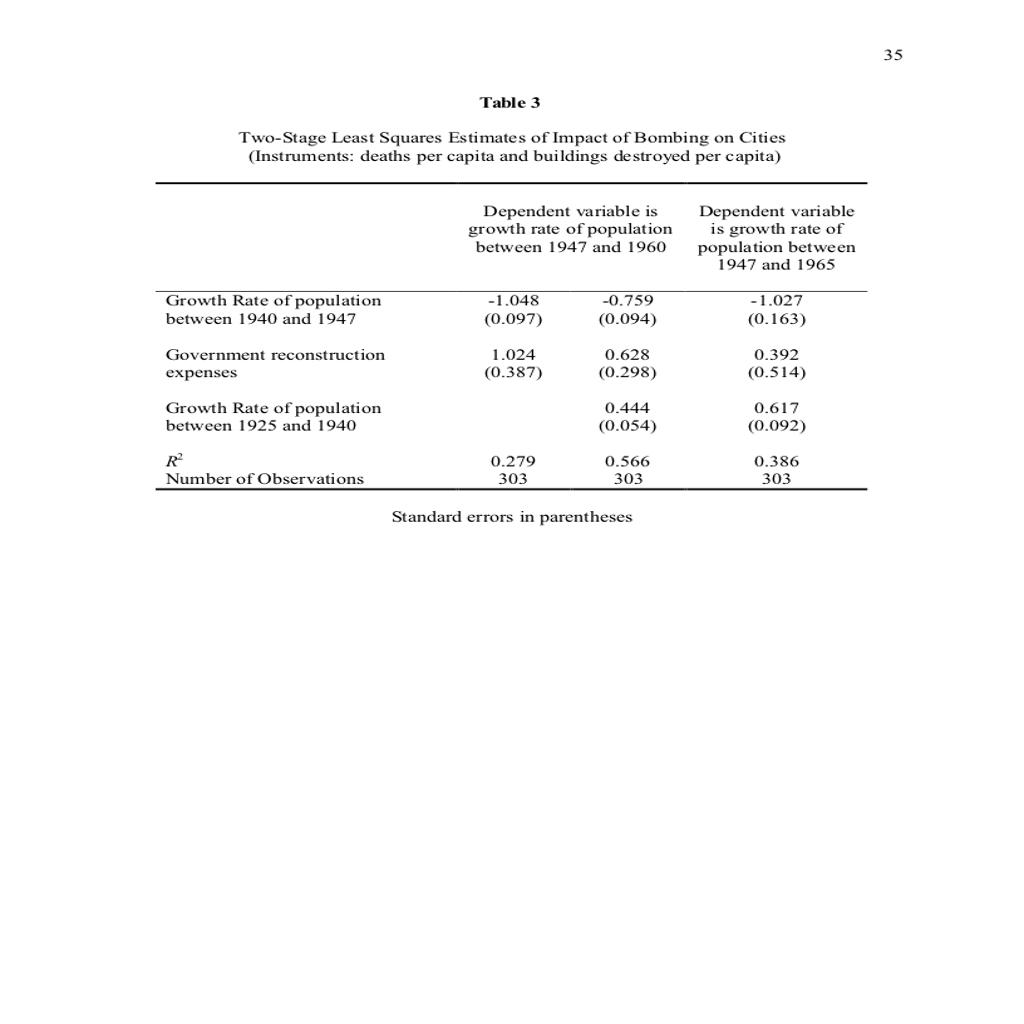 35
Table 3
Two-Stage Least Squares Estimates of Impact of Bombing on Cities
(Instruments: deaths per capita and buildings destroyed per capita)
Dependent variable is growth rate of population between 1947 and 1960
Dependent variable is growth rate of population between 1947 and 1965
Growth Rate of population between 1940 and 1947
-1.048 -0.759 -1.027
(0.097) (0.094) (0.163)
Government reconstruction expenses
1.024 0.628 0.392
(0.387) (0.298) (0.514)
Growth Rate of population between 1925 and 1940
0.444 0.617
(0.054) (0.092)
R² 0.279 0.566 0.386
Number of Observations 303 303 303
Standard errors in parentheses